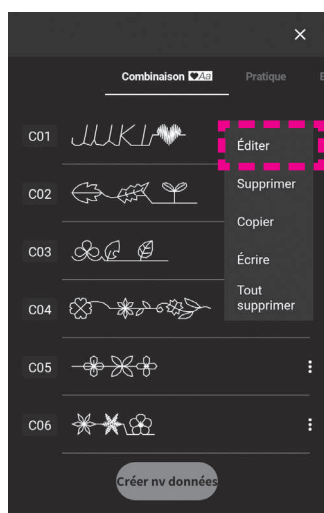 ×
Combinaison Aa Pratique
C01 JUKI
Éditer
C02
Supprimer
Copier
C03
Écrire
C04
Tout
supprimer
C05
C06
Créer nv données